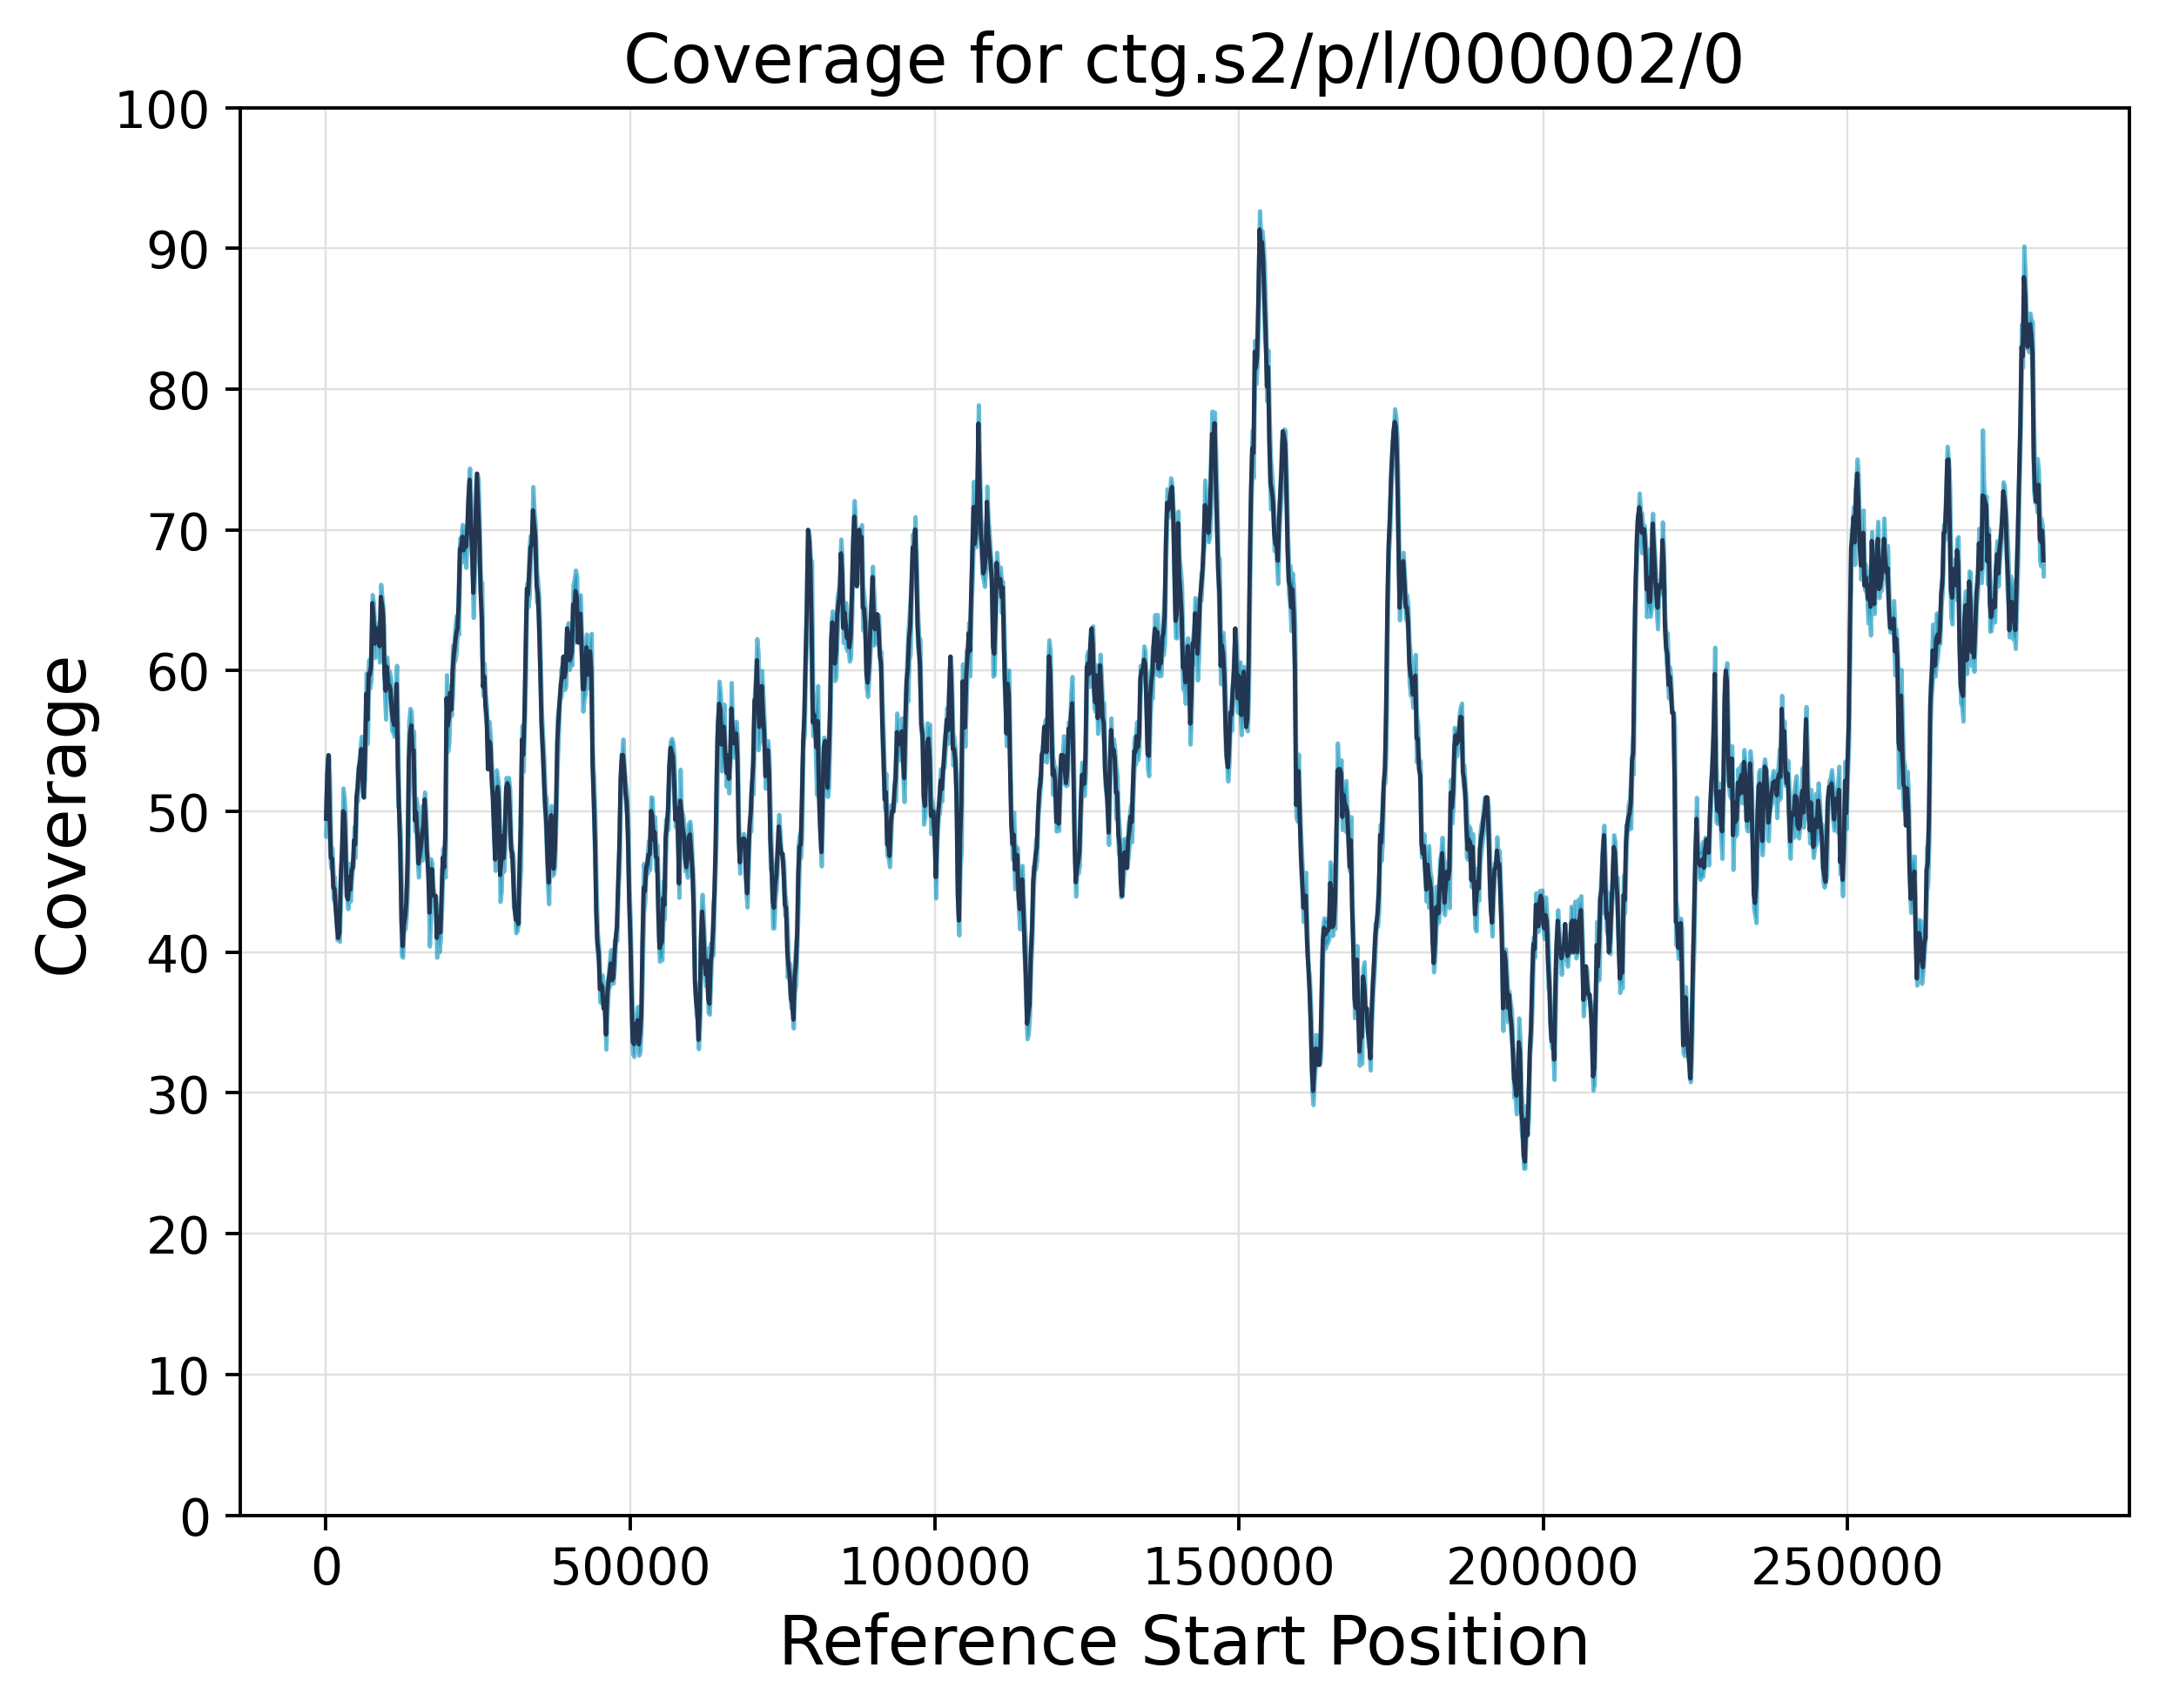 Coverage for ctg.s2/p/l/000002/0
100
90
80
70
60
50
40
30
20
10
0
Coverage
0 50000 100000 150000 200000 250000
Reference Start Position